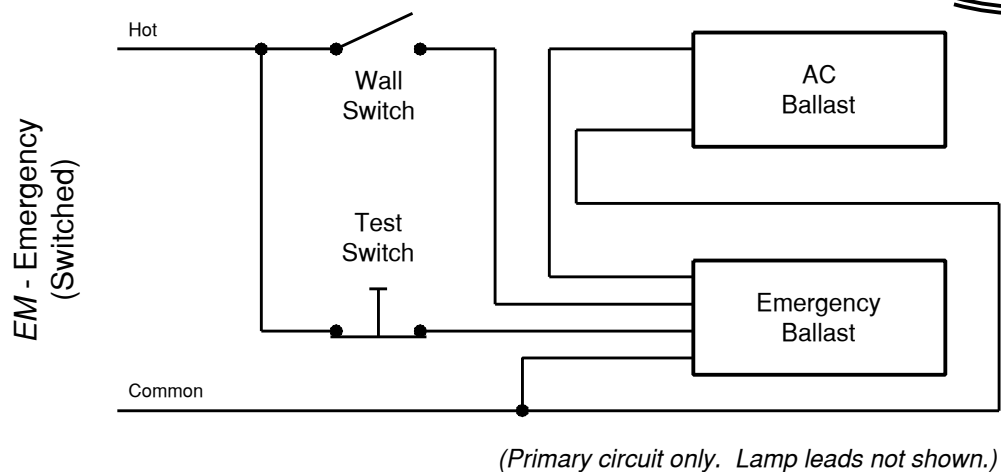 EM - Emergency
(Switched)
Hot
Wall
Switch
AC
Ballast
Test
Switch
Emergency
Ballast
Common
(Primary circuit only.  Lamp leads not shown.)